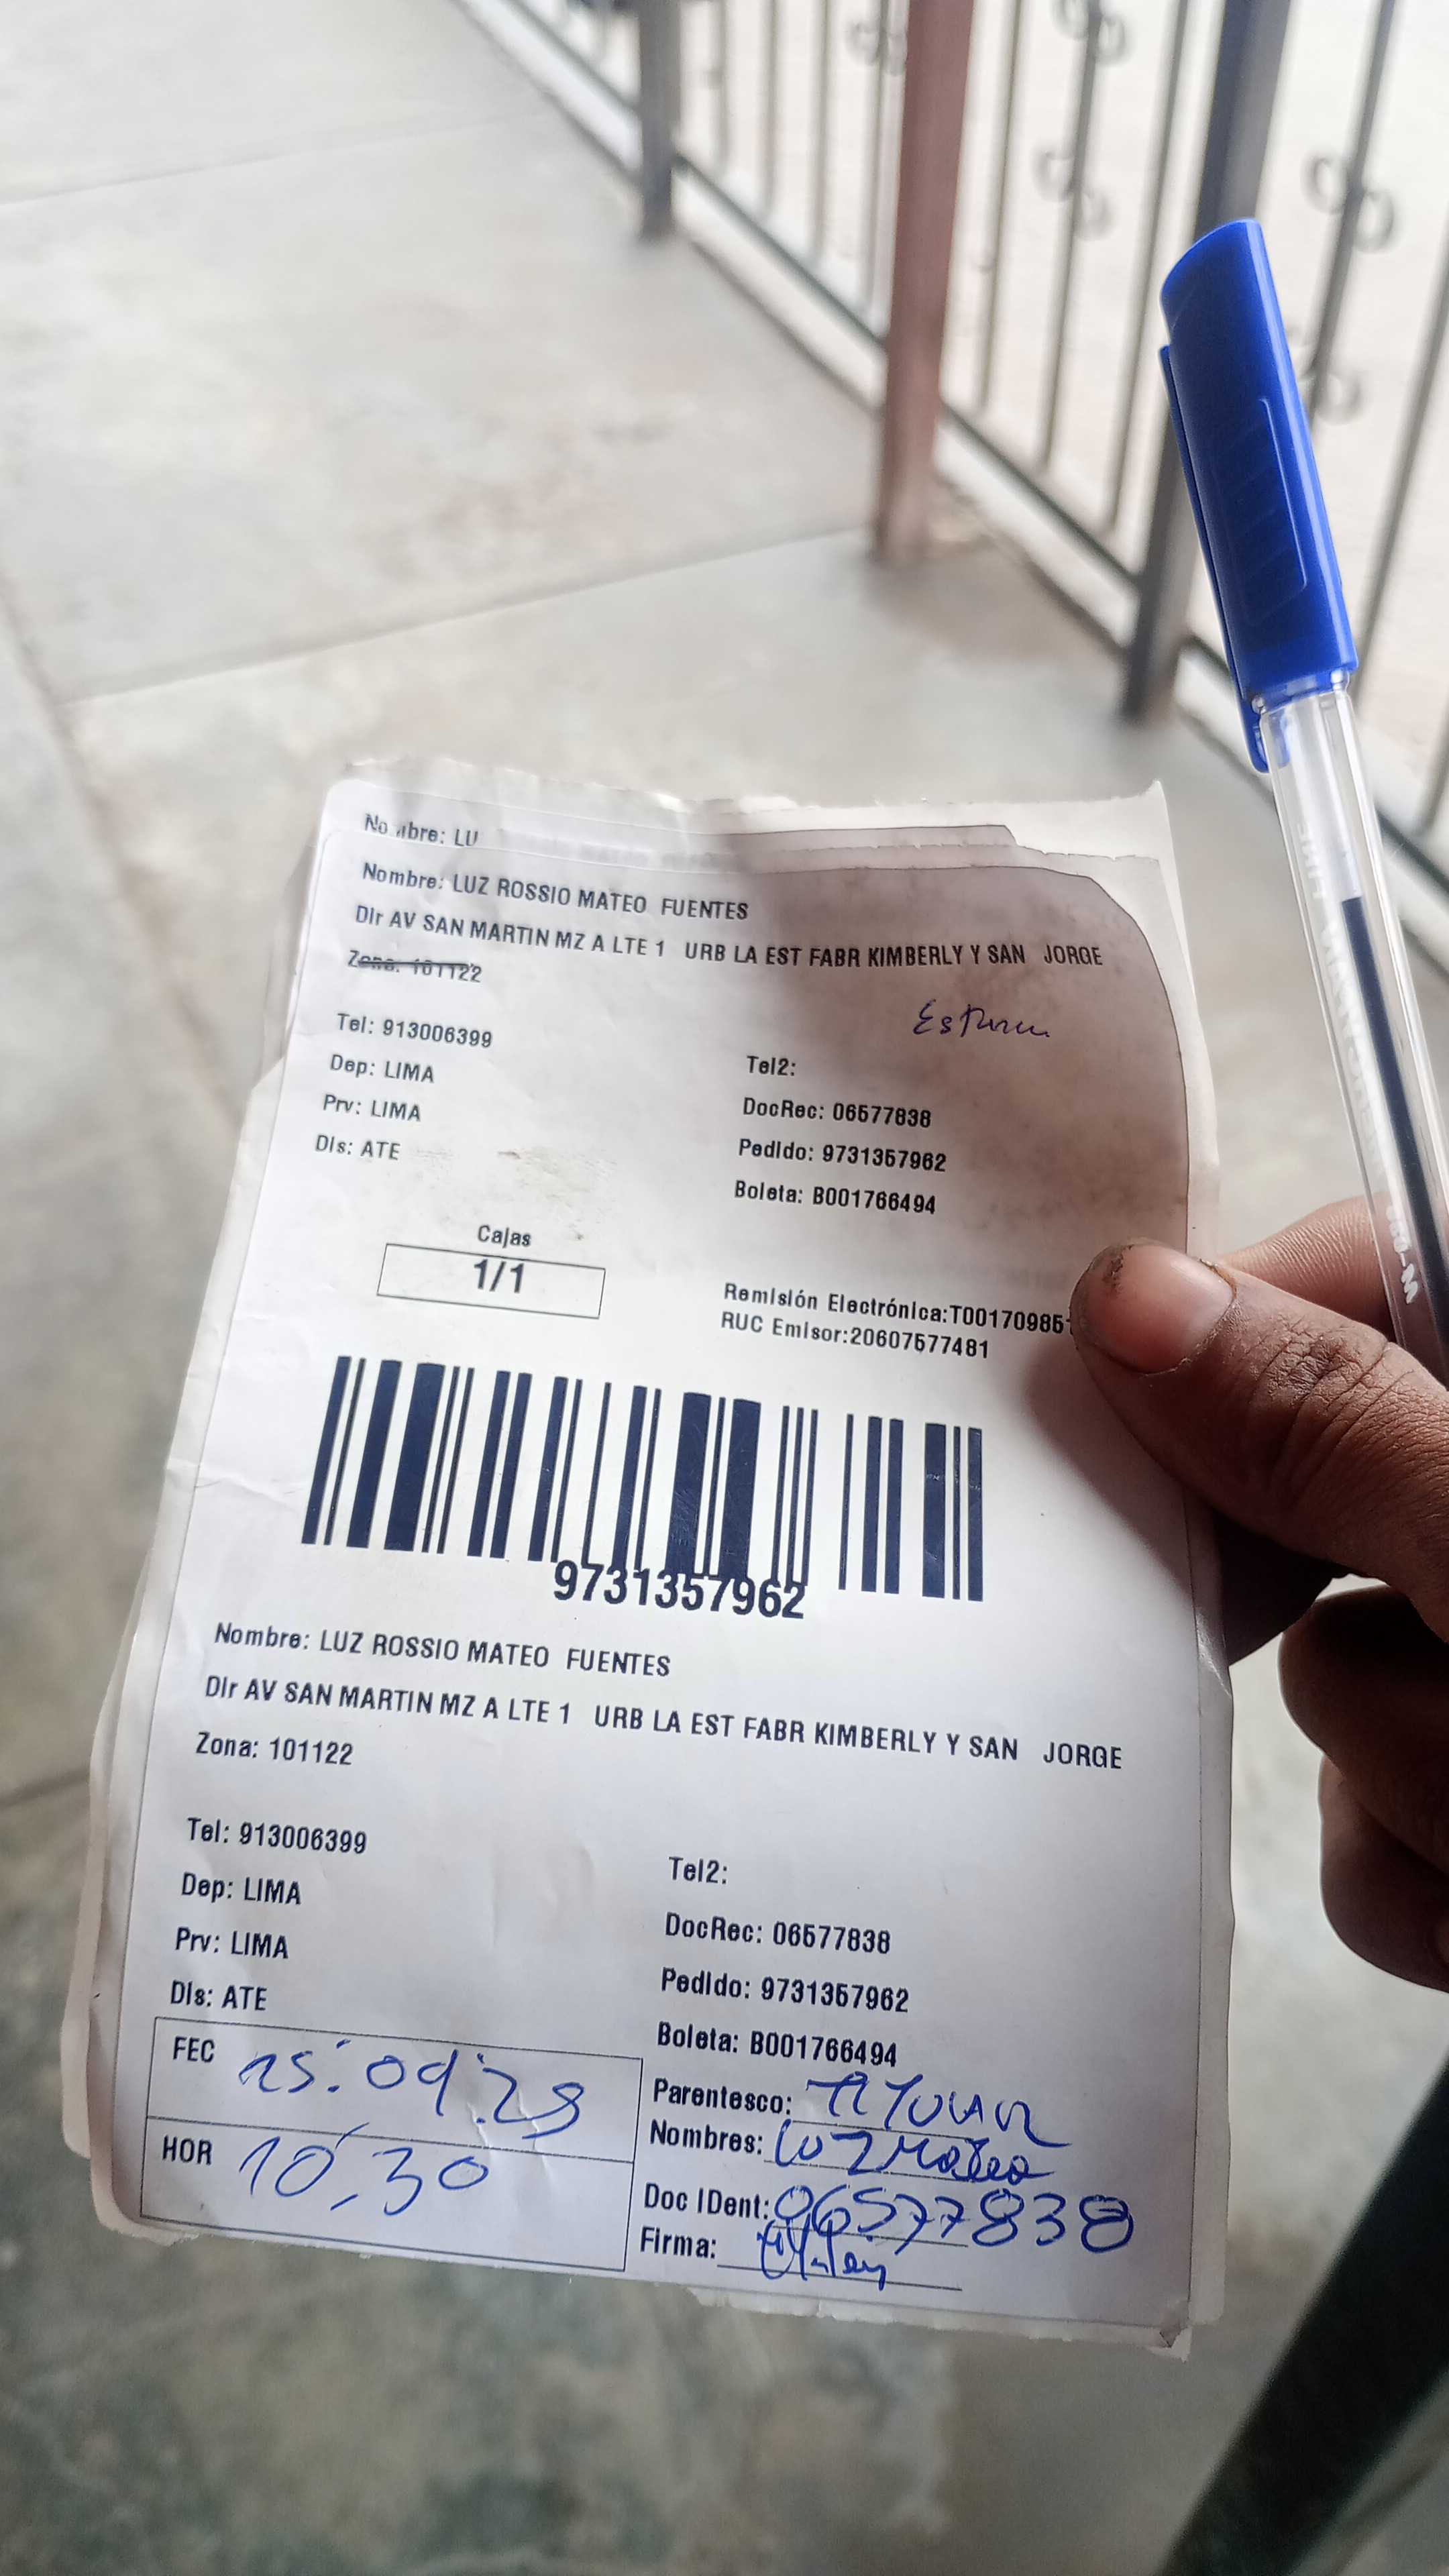 Nombre: LU
Nombre: LUZ ROSSIO MATEO FUENTES
Dir AV SAN MARTIN MZ A LTE 1 URB LA EST FABR KIMBERLY Y SAN JORGE
Zona: 101122
Tel: 913006399
Tel2:
Dep: LIMA
DocRec: 06577838
Prv: LIMA
Pedido: 9731357962
Dis: ATE
Boleta: B001766494
Cajas
1/1
Remisión Electrónica:T00170985
RUC Emisor:20607577481
9731357962
Nombre: LUZ ROSSIO MATEO FUENTES
Dir AV SAN MARTIN MZ A LTE 1 URB LA EST FABR KIMBERLY Y SAN JORGE
Zona: 101122
Tel: 913006399
Tel2:
Dep: LIMA
DocRec: 06577838
Prv: LIMA
Pedido: 9731357962
Dis: ATE
Boleta: B001766494
FEC
Parentesco: TITULAR
Nombres: Luz Mateo
HOR 10:30
Doc IDent: 06577838
Firma: